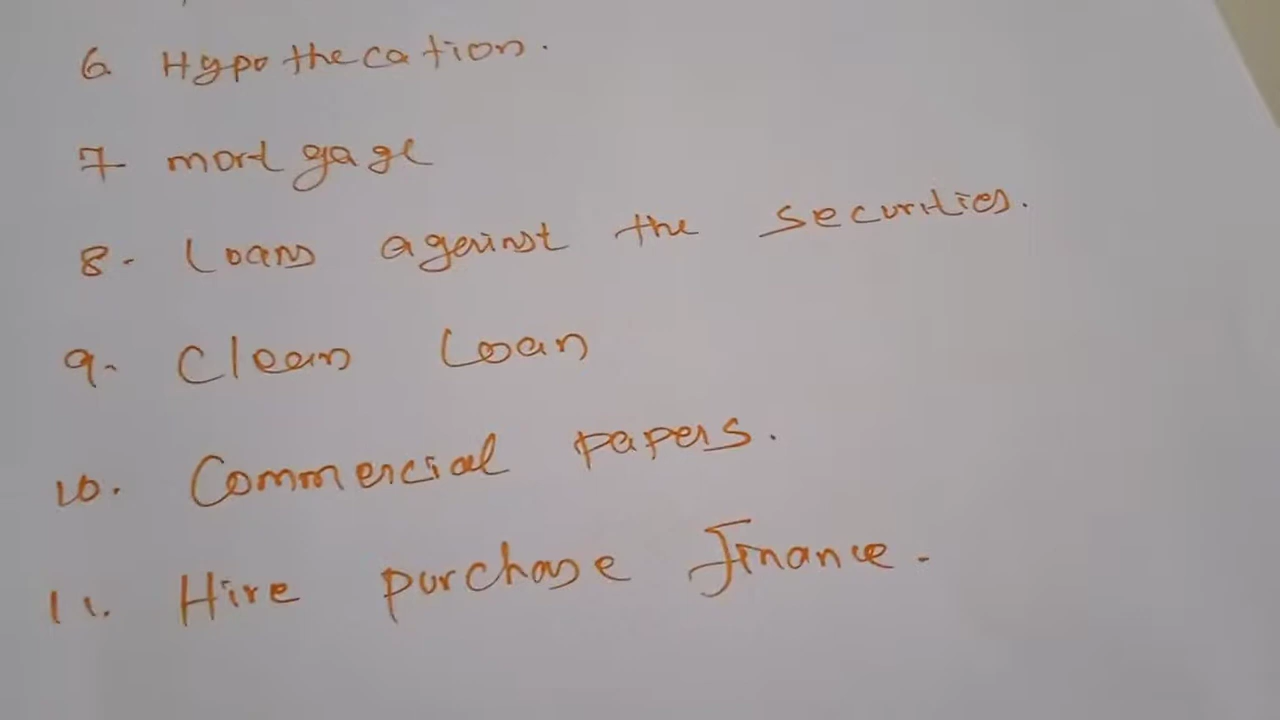 6. Hypothecation.
7 mortgage
8. Loans against the securities.
9. Clean Loan
10. Commercial papers.
11. Hire purchase finance.